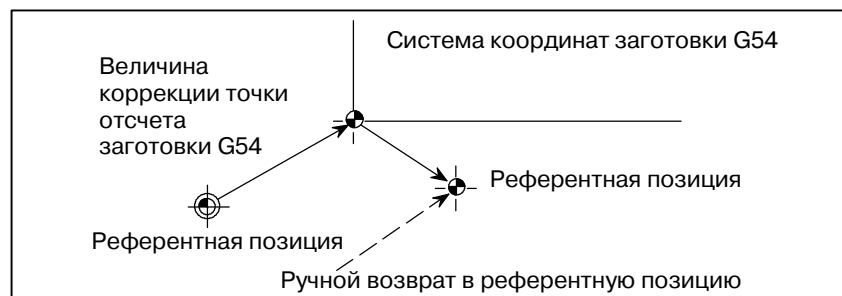 Система координат заготовки G54
Величина
коррекции точки
отсчета
заготовки G54
Референтная позиция
Референтная позиция
Ручной возврат в референтную позицию